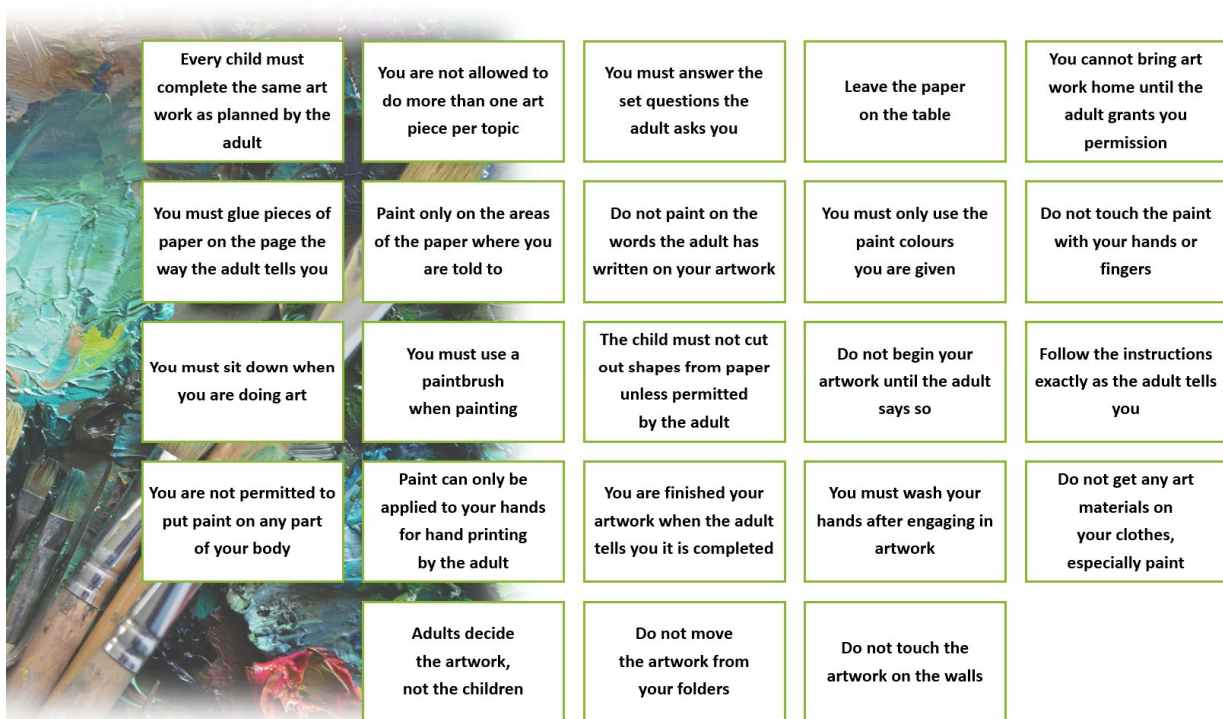 Every child must
complete the same art
work as planned by the
adult
You are not allowed to
do more than one art
piece per topic
You must answer the
set questions the
adult asks you
Leave the paper
on the table
You cannot bring art
work home until the
adult grants you
permission
You must glue pieces of
paper on the page the
way the adult tells you
Paint only on the areas
of the paper where you
are told to
Do not paint on the
words the adult has
written on your artwork
You must only use the
paint colours
you are given
Do not touch the paint
with your hands or
fingers
You must sit down when
you are doing art
You must use a
paintbrush
when painting
The child must not cut
out shapes from paper
unless permitted
by the adult
Do not begin your
artwork until the adult
says so
Follow the instructions
exactly as the adult tells
you
You are not permitted to
put paint on any part
of your body
Paint can only be
applied to your hands
for hand printing
by the adult
You are finished your
artwork when the adult
tells you it is completed
You must wash your
hands after engaging in
artwork
Do not get any art
materials on
your clothes,
especially paint
Adults decide
the artwork,
not the children
Do not move
the artwork from
your folders
Do not touch the
artwork on the walls